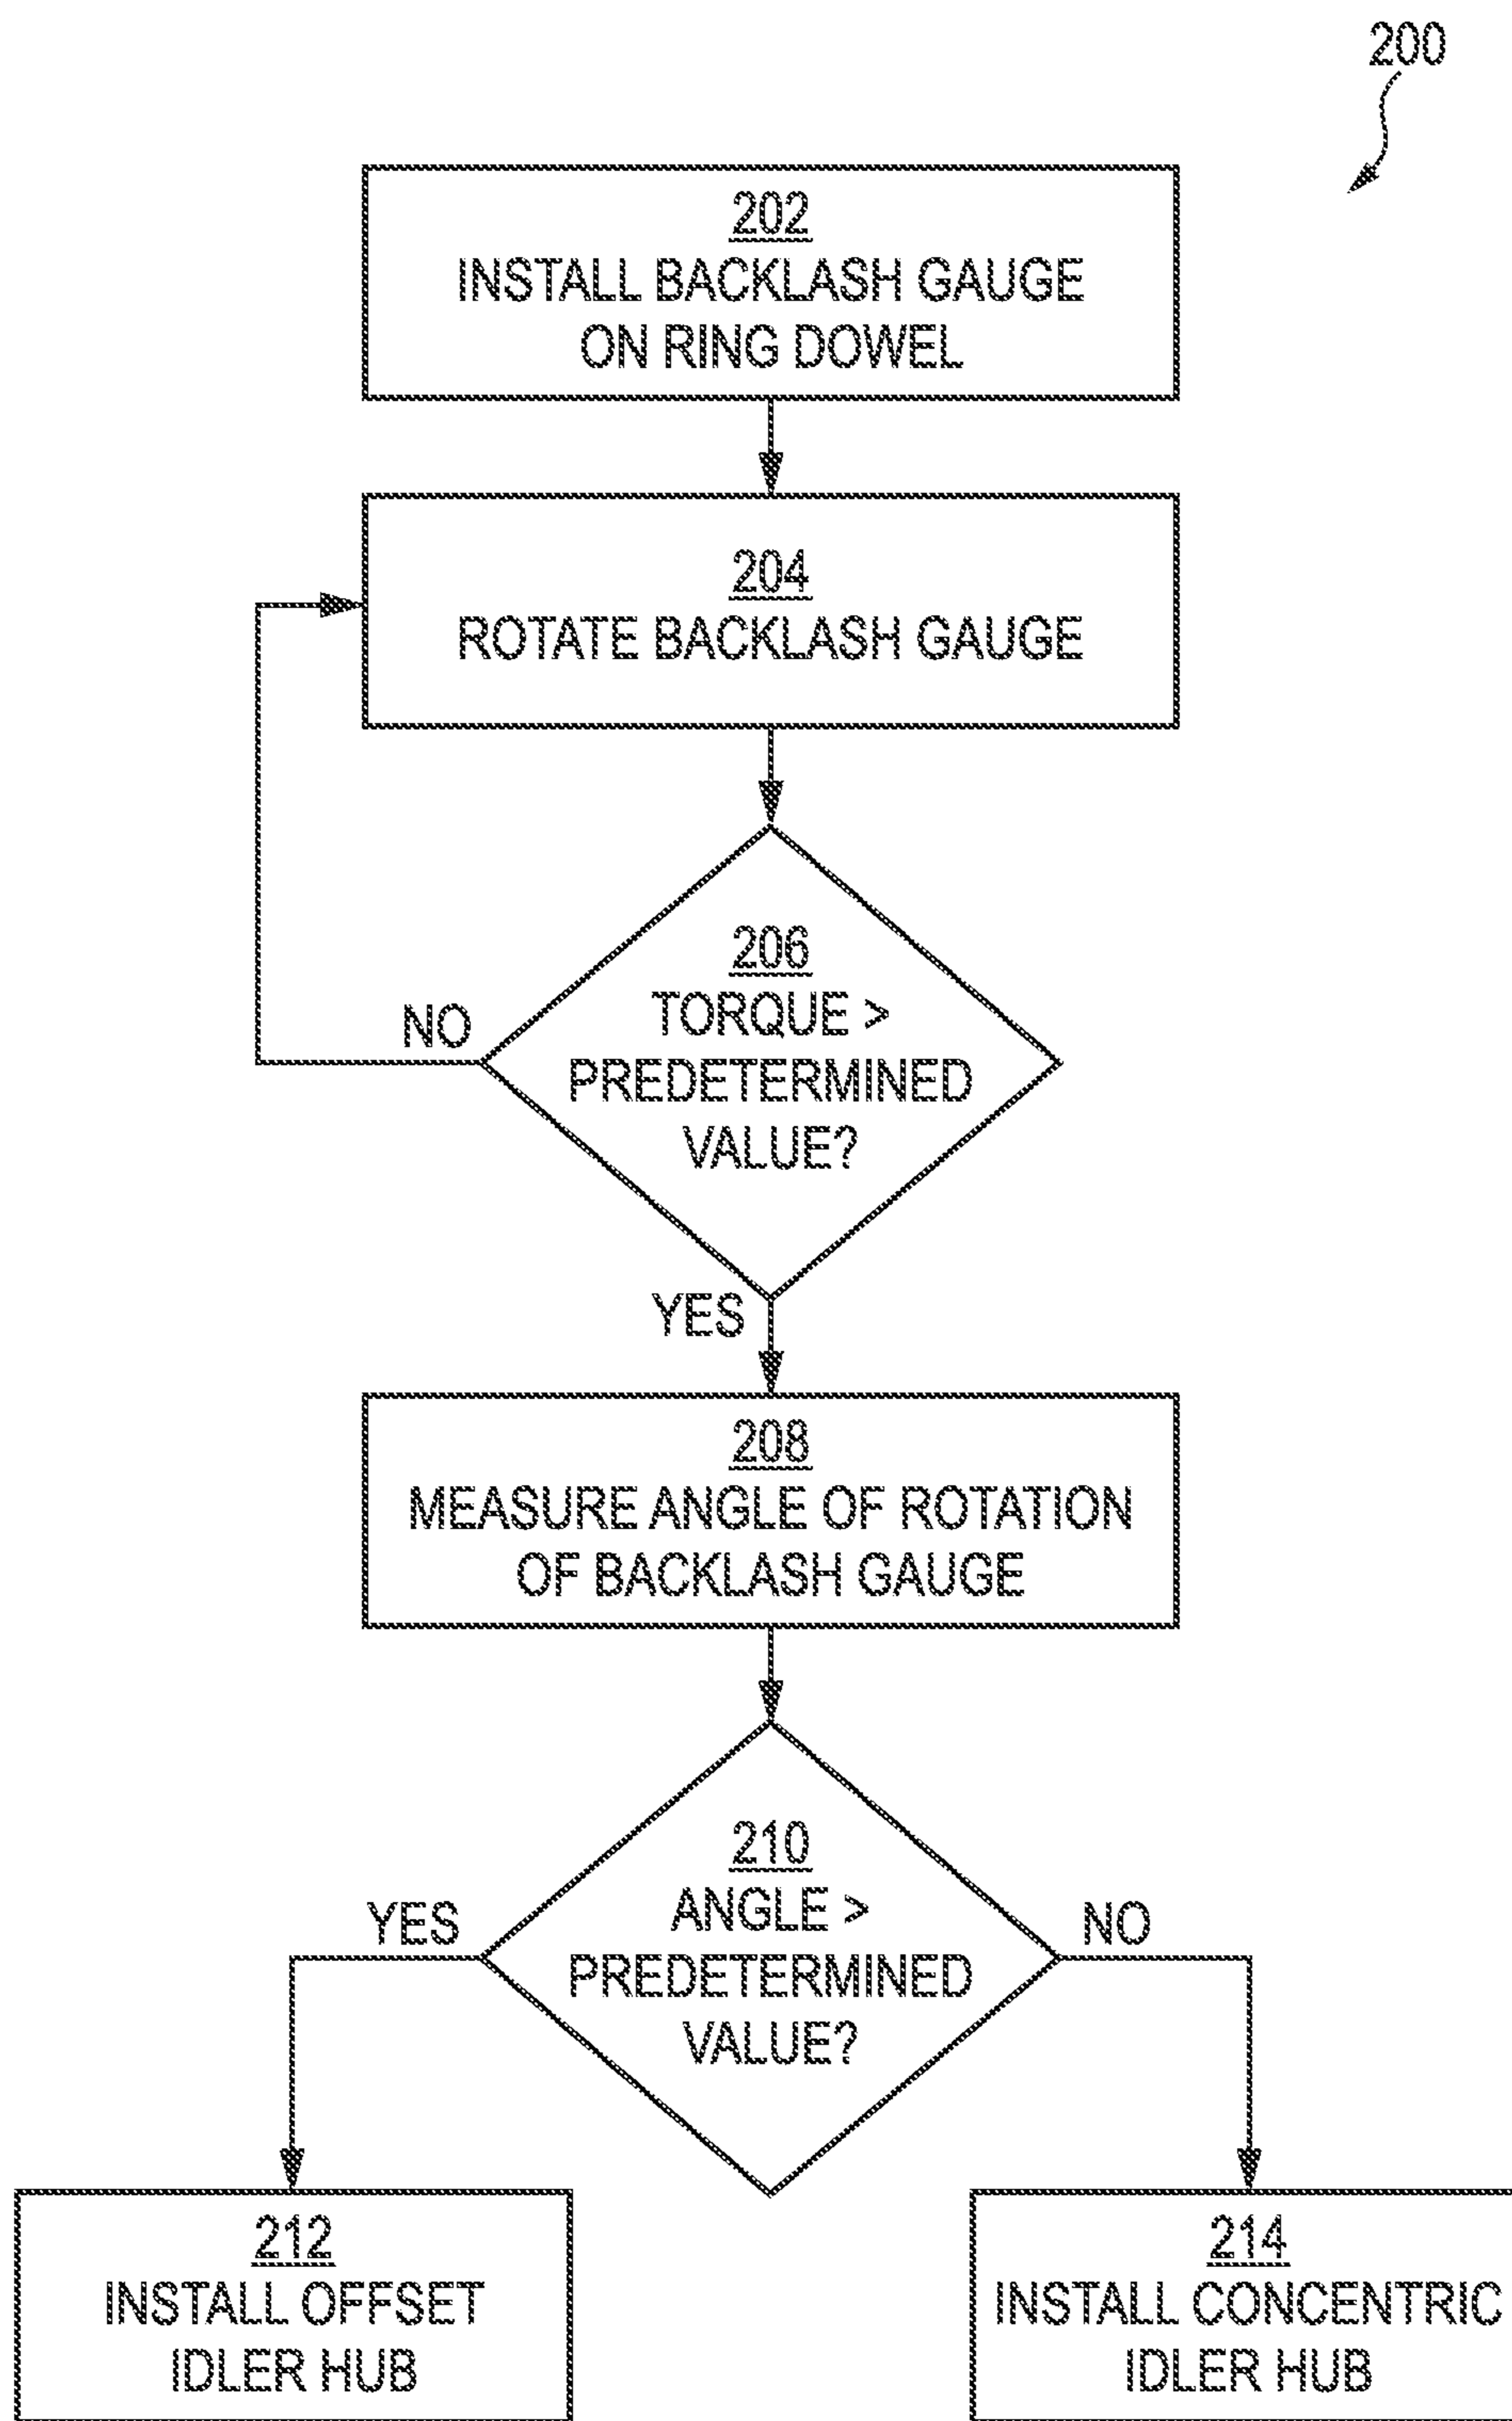 200
202
INSTALL BACKLASH GAUGE
ON RING DOWEL
204
ROTATE BACKLASH GAUGE
206
TORQUE >
PREDETERMINED
VALUE?
NO
YES
208
MEASURE ANGLE OF ROTATION
OF BACKLASH GAUGE
210
ANGLE >
PREDETERMINED
VALUE?
YES
NO
212
INSTALL OFFSET
IDLER HUB
214
INSTALL CONCENTRIC
IDLER HUB